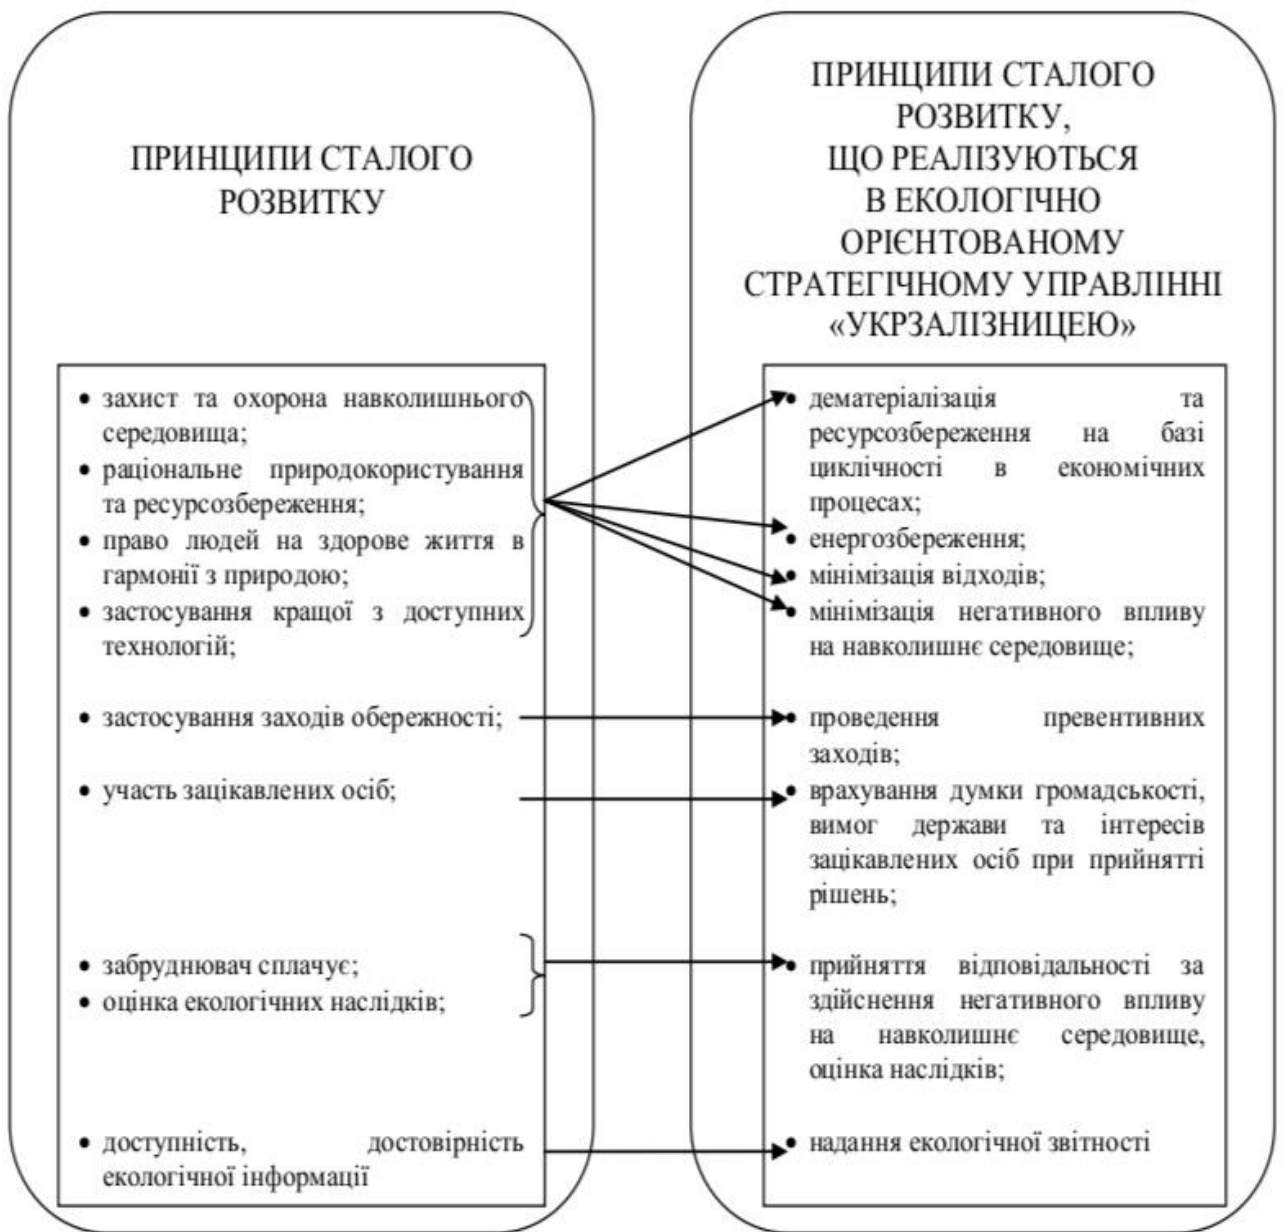 ПРИНЦИПИ СТАЛОГО
РОЗВИТКУ
• захист та охорона навколишнього
середовища;
• раціональне природокористування
та ресурсозбереження;
• право людей на здорове життя в
гармонії з природою;
• застосування кращої з доступних
технологій;
• застосування заходів обережності;
• участь зацікавлених осіб;
• забруднювач сплачує;
• оцінка екологічних наслідків;
• доступність, достовірність
екологічної інформації
ПРИНЦИПИ СТАЛОГО
РОЗВИТКУ,
ЩО РЕАЛІЗУЮТЬСЯ
В ЕКОЛОГІЧНО
ОРІЄНТОВАНОМУ
СТРАТЕГІЧНОМУ УПРАВЛІННІ
«УКРЗАЛІЗНИЦЕЮ»
• дематеріалізація та
ресурсозбереження на базі
циклічності в економічних
процесах;
• енергозбереження;
• мінімізація відходів;
• мінімізація негативного впливу
на навколишнє середовище;
• проведення превентивних
заходів;
• врахування думки громадськості,
вимог держави та інтересів
зацікавлених осіб при прийнятті
рішень;
• прийняття відповідальності за
здійснення негативного впливу
на навколишнє середовище,
оцінка наслідків;
• надання екологічної звітності